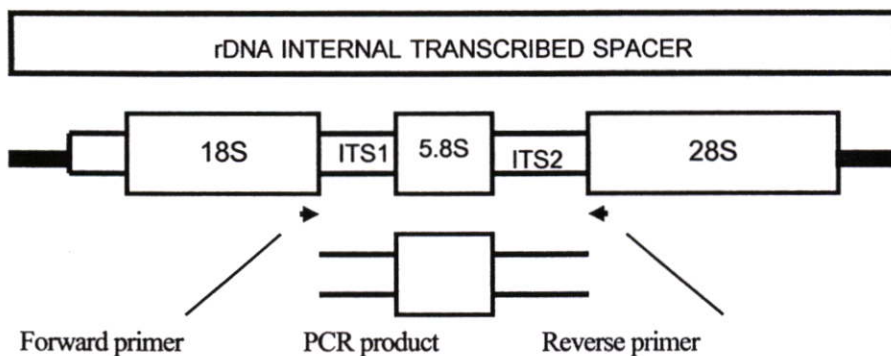 rDNA INTERNAL TRANSCRIBED SPACER
18S
ITS1
5.8S
ITS2
28S
Forward primer
PCR product
Reverse primer